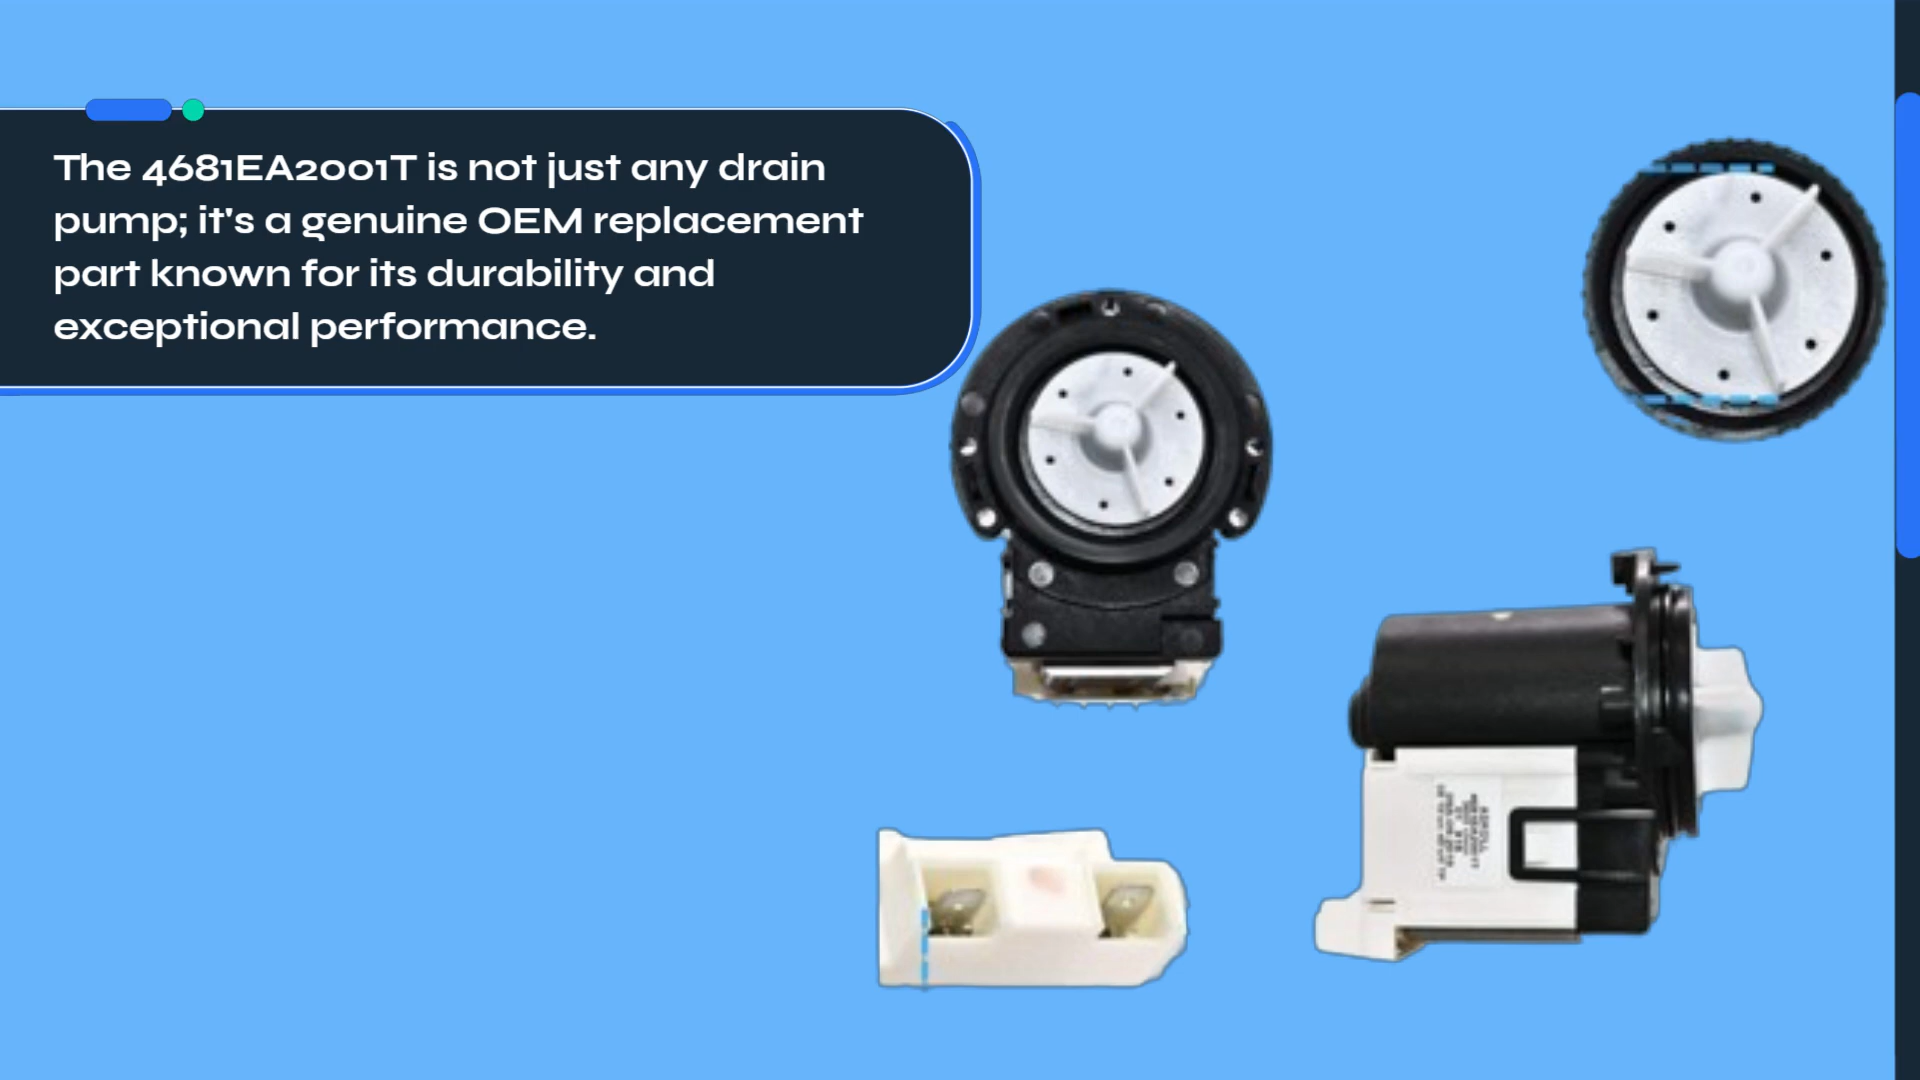 The 4681EA2001T is not just any drain
pump; it's a genuine OEM replacement
part known for its durability and
exceptional performance.